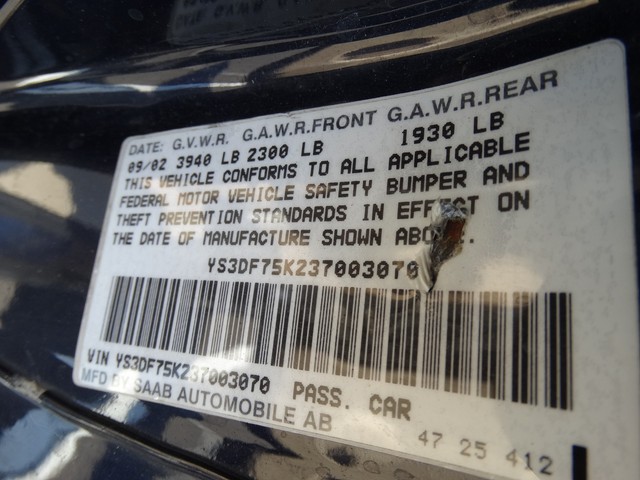 DATE: G.V.W.R. G.A.W.R.FRONT G.A.W.R.REAR
09/02 3940 LB 2300 LB 1930 LB
THIS VEHICLE CONFORMS TO ALL APPLICABLE
FEDERAL MOTOR VEHICLE SAFETY BUMPER AND
THEFT PREVENTION STANDARDS IN EFFECT ON
THE DATE OF MANUFACTURE SHOWN
YS3DF75K237003070
VIN YS3DF75K237003070 PASS. CAR
MFD BY SAAB AUTOMOBILE AB
47 25 412